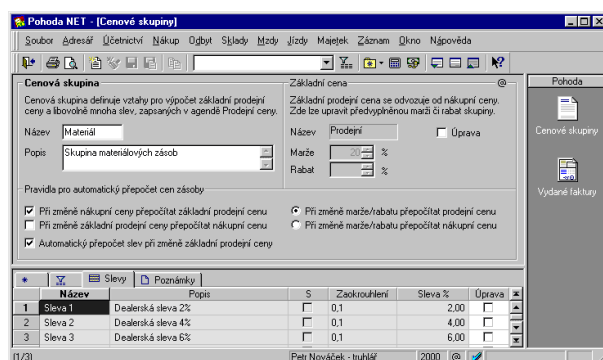 Pohoda NET - [Cenové skupiny]
Soubor Adresář Účetnictví Nákup Odbyt Sklady Mzdy Jízdy Majetek Záznam Okno Nápověda
Cenová skupina
Cenová skupina definuje vztahy pro výpočet základní prodejní
ceny a libovolně mnoha slev, zapsaných v agendě Prodejní ceny.
Název Materiál
Popis Skupina materiálových zásob
Základní cena @
Základní prodejní cena se odvozuje od nákupní ceny.
Zde lze upravit předvyplněnou marži či rabat skupiny.
Název Prodejní Úprava
Marže 20 %
Rabat %
Pravidla pro automatický přepočet cen zásoby
Při změně nákupní ceny přepočítat základní prodejní cenu
Při změně základní prodejní ceny přepočítat nákupní cenu
Automatický přepočet slev při změně základní prodejní ceny
Při změně marže/rabatu přepočítat prodejní cenu
Při změně marže/rabatu přepočítat nákupní cenu
Pohoda
Cenové skupiny
Vydané faktury
Slevy Poznámky
Název Popis S Zaokrouhlení Sleva % Úprava
1 Sleva 1 Dealerská sleva 2% 0,1 2,00
2 Sleva 2 Dealerská sleva 4% 0,1 4,00
3 Sleva 3 Dealerská sleva 6% 0,1 6,00
(1/3) Petr Nováček - truhlář 2000 @